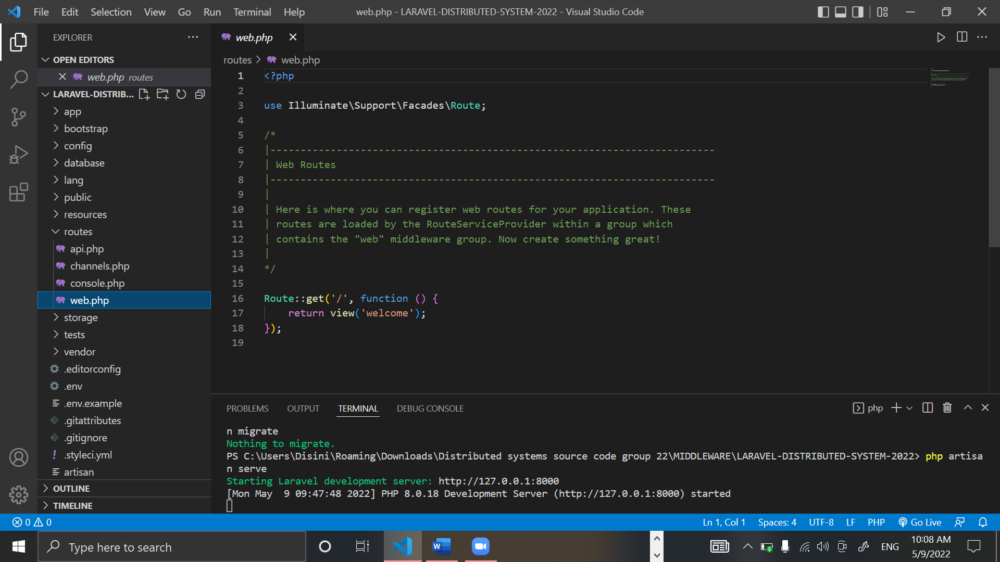 File Edit Selection View Go Run Terminal Help
web.php - LARAVEL-DISTRIBUTED-SYSTEM-2022 - Visual Studio Code
EXPLORER
OPEN EDITORS
web.php routes
LARAVEL-DISTRIB...
app
bootstrap
config
database
lang
public
resources
routes
api.php
channels.php
console.php
web.php
storage
tests
vendor
.editorconfig
.env
.env.example
.gitattributes
.gitignore
.styleci.yml
artisan
OUTLINE
TIMELINE
web.php
routes > web.php
1 <?php
2
3 use Illuminate\Support\Facades\Route;
4
5 /*
6 |--------------------------------------------------------------------------
7 | Web Routes
8 |--------------------------------------------------------------------------
9 |
10 | Here is where you can register web routes for your application. These
11 | routes are loaded by the RouteServiceProvider within a group which
12 | contains the "web" middleware group. Now create something great!
13 |
14 */
15
16 Route::get('/', function () {
17     return view('welcome');
18 });
19
PROBLEMS OUTPUT TERMINAL DEBUG CONSOLE
php
n migrate
Nothing to migrate.
PS C:\Users\Disini\Roaming\Downloads\Distributed systems source code group 22\MIDDLEWARE\LARAVEL-DISTRIBUTED-SYSTEM-2022> php artisa
n serve
Starting Laravel development server: http://127.0.0.1:8000
[Mon May  9 09:47:48 2022] PHP 8.0.18 Development Server (http://127.0.0.1:8000) started
0 0
Ln 1, Col 1 Spaces: 4 UTF-8 LF PHP Go Live
Type here to search
W
ENG
10:08 AM
5/9/2022